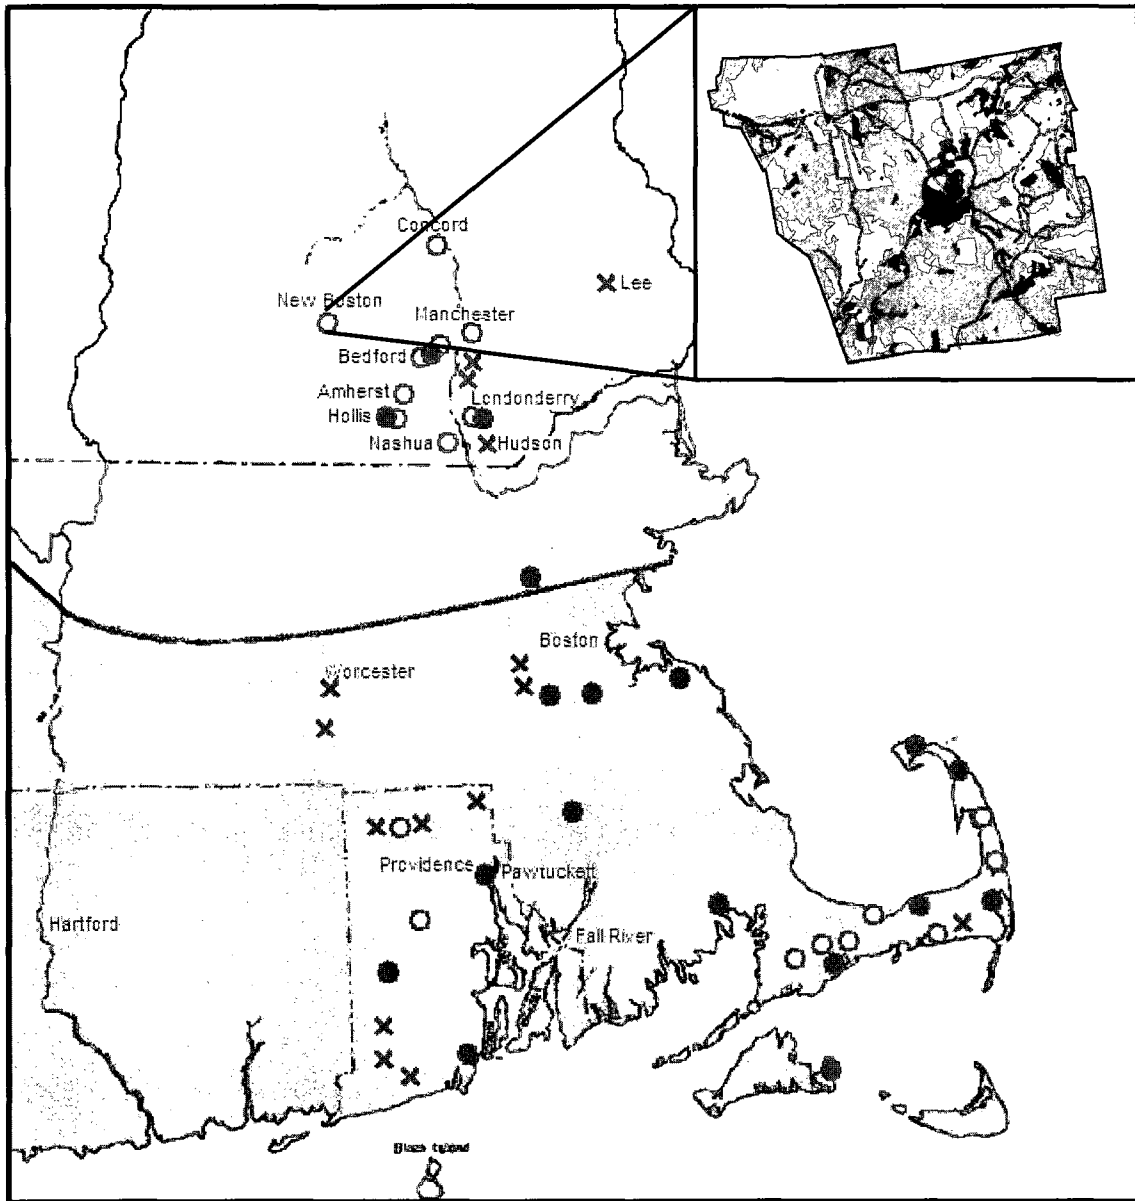 Concord
Lee
New Boston
Manchester
Bedford
Amherst
Londonderry
Hollis
Nashua
Hudson
Boston
Worcester
Providence
Pawtuckett
Hartford
Fall River
Block Island